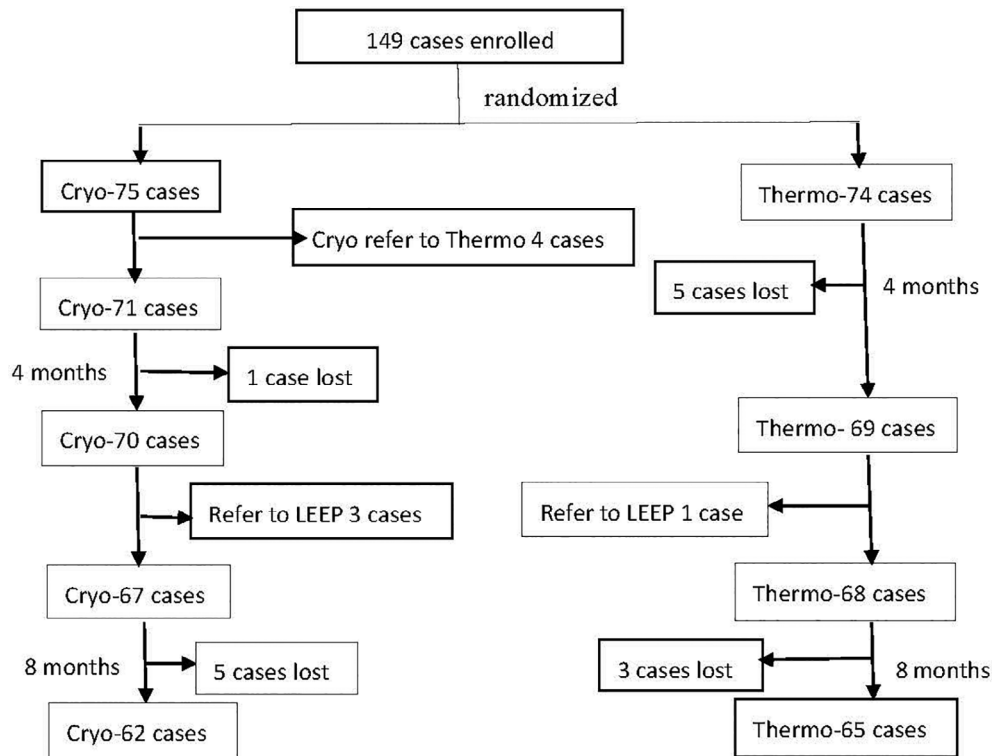 149 cases enrolled
randomized
Cryo-75 cases
Thermo-74 cases
Cryo refer to Thermo 4 cases
5 cases lost
4 months
Cryo-71 cases
4 months
1 case lost
Cryo-70 cases
Thermo- 69 cases
Refer to LEEP 3 cases
Refer to LEEP 1 case
Cryo-67 cases
Thermo-68 cases
8 months
5 cases lost
3 cases lost
8 months
Cryo-62 cases
Thermo-65 cases